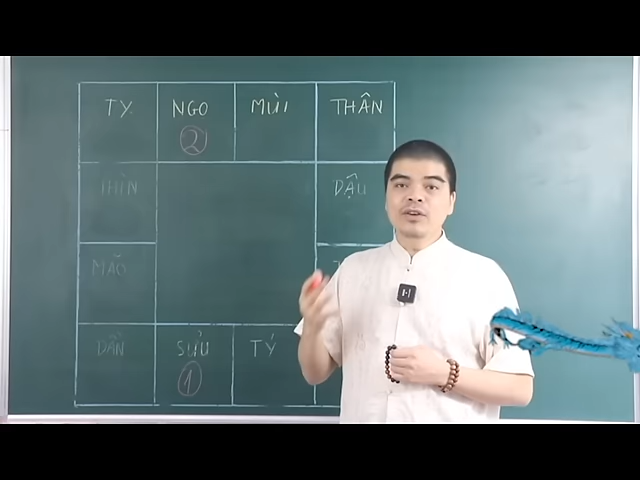 TỴ NGỌ MÙI THÂN
2
THÌN DẬU
MÃO
DẦN SỬU TÝ
1